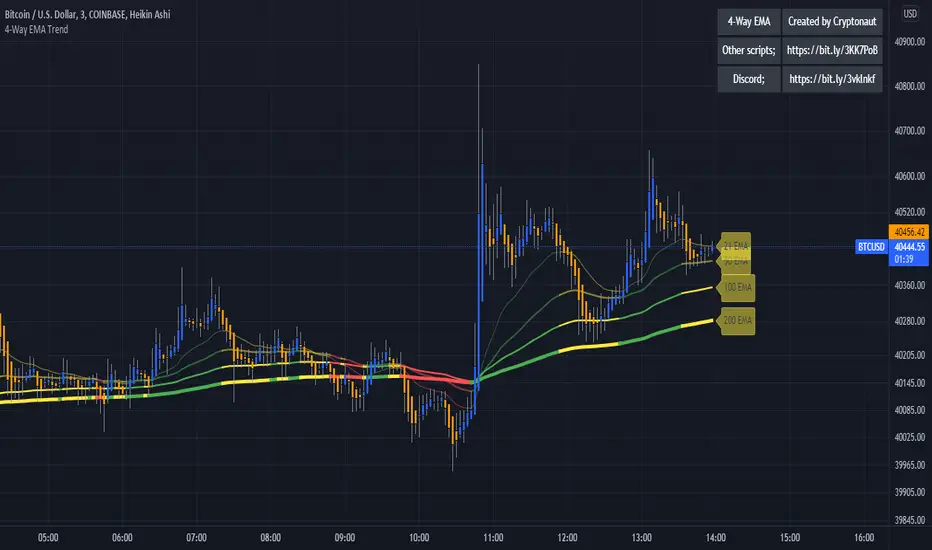 Bitcoin / U.S. Dollar, 3, COINBASE, Heikin Ashi
4-Way EMA Trend
4-Way EMA Created by Cryptonaut
Other scripts; https://bit.ly/3KK7PoB
Discord; https://bit.ly/3vkInkf
USD
40900.00
40800.00
40700.00
40600.00
40520.00
40456.42
BTCUSD 40444.55
01:39
40360.00
40280.00
40205.00
40145.00
40085.00
40025.00
39965.00
39905.00
39845.00
21 EMA
50 EMA
100 EMA
200 EMA
05:00 06:00 07:00 08:00 09:00 10:00 11:00 12:00 13:00 14:00 15:00 16:00